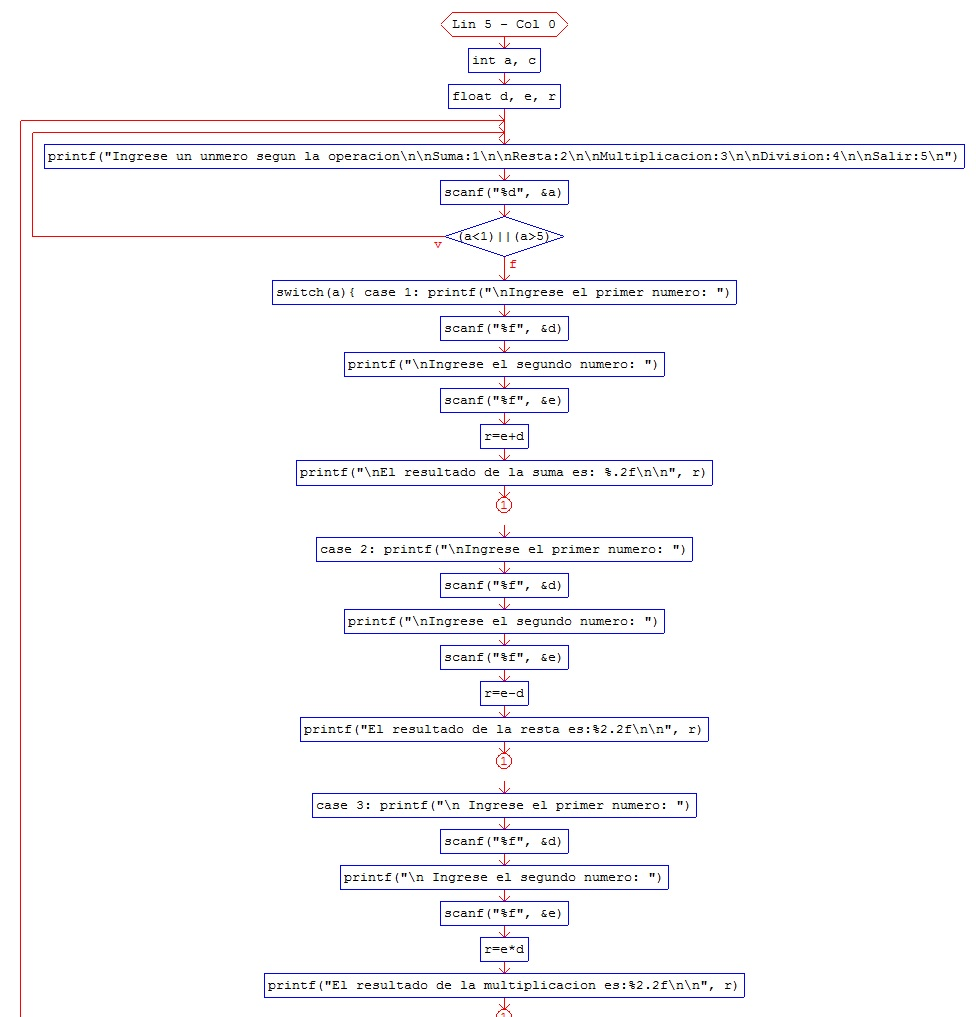 Lin 5 - Col 0
int a, c
float d, e, r
printf("Ingrese un unmero segun la operacion\n\nSuma:1\n\nResta:2\n\nMultiplicacion:3\n\nDivision:4\n\nSalir:5\n")
scanf("%d", &a)
(a<1)||(a>5)
v
f
switch(a){ case 1: printf("\nIngrese el primer numero: ")
scanf("%f", &d)
printf("\nIngrese el segundo numero: ")
scanf("%f", &e)
r=e+d
printf("\nEl resultado de la suma es: %.2f\n\n", r)
1
case 2: printf("\nIngrese el primer numero: ")
scanf("%f", &d)
printf("\nIngrese el segundo numero: ")
scanf("%f", &e)
r=e-d
printf("El resultado de la resta es:%2.2f\n\n", r)
1
case 3: printf("\n Ingrese el primer numero: ")
scanf("%f", &d)
printf("\n Ingrese el segundo numero: ")
scanf("%f", &e)
r=e*d
printf("El resultado de la multiplicacion es:%2.2f\n\n", r)
1